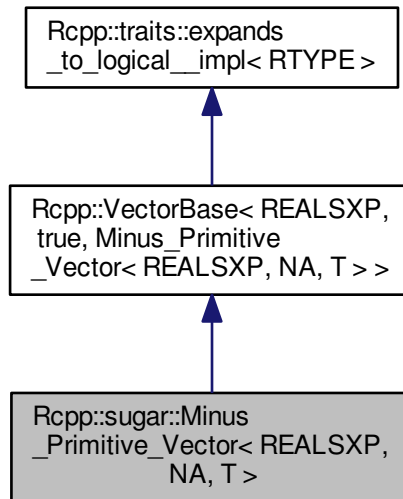 Rcpp::traits::expands
_to_logical__impl< RTYPE >
Rcpp::VectorBase< REALSXP,
true, Minus_Primitive
_Vector< REALSXP, NA, T > >
Rcpp::sugar::Minus
_Primitive_Vector< REALSXP,
NA, T >